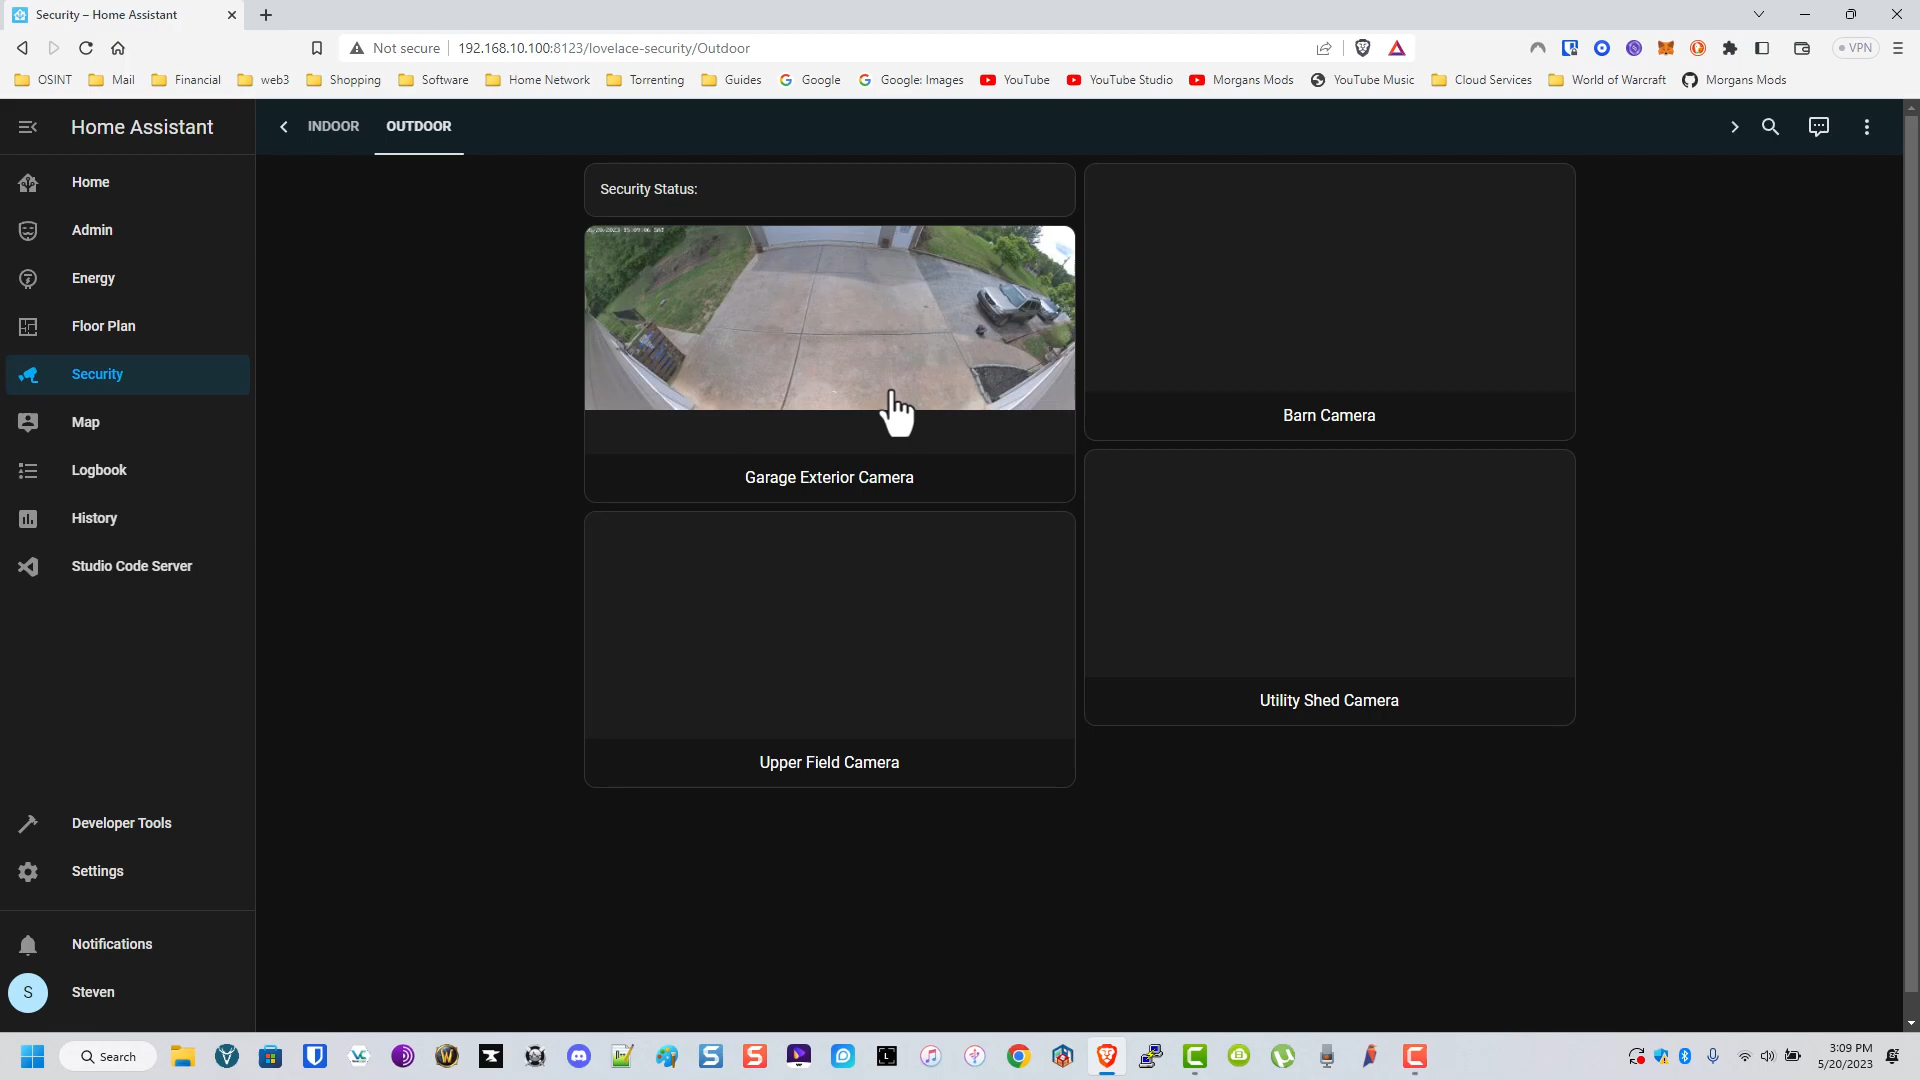 Security – Home Assistant
Not secure
192.168.10.100:8123/lovelace-security/Outdoor
VPN
OSINT
Mail
Financial
web3
Shopping
Software
Home Network
Torrenting
Guides
Google
Google: Images
YouTube
YouTube Studio
Morgans Mods
YouTube Music
Cloud Services
World of Warcraft
Morgans Mods
Home Assistant
INDOOR
OUTDOOR
Home
Admin
Energy
Floor Plan
Security
Map
Logbook
History
Studio Code Server
Developer Tools
Settings
Notifications
S
Steven
Security Status:
Garage Exterior Camera
Upper Field Camera
Barn Camera
Utility Shed Camera
Search
3:09 PM
5/20/2023